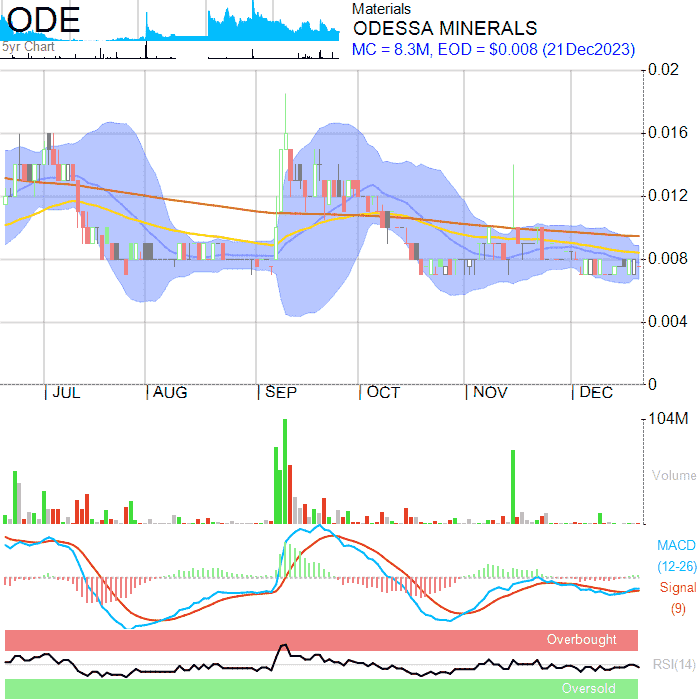 ODE
5yr Chart
Materials
ODESSA MINERALS
MC = 8.3M, EOD = $0.008 (21Dec2023)
0.02
0.016
0.012
0.008
0.004
0
JUL AUG SEP OCT NOV DEC
104M
Volume
MACD
(12-26)
Signal
(9)
Overbought
RSI(14)
Oversold